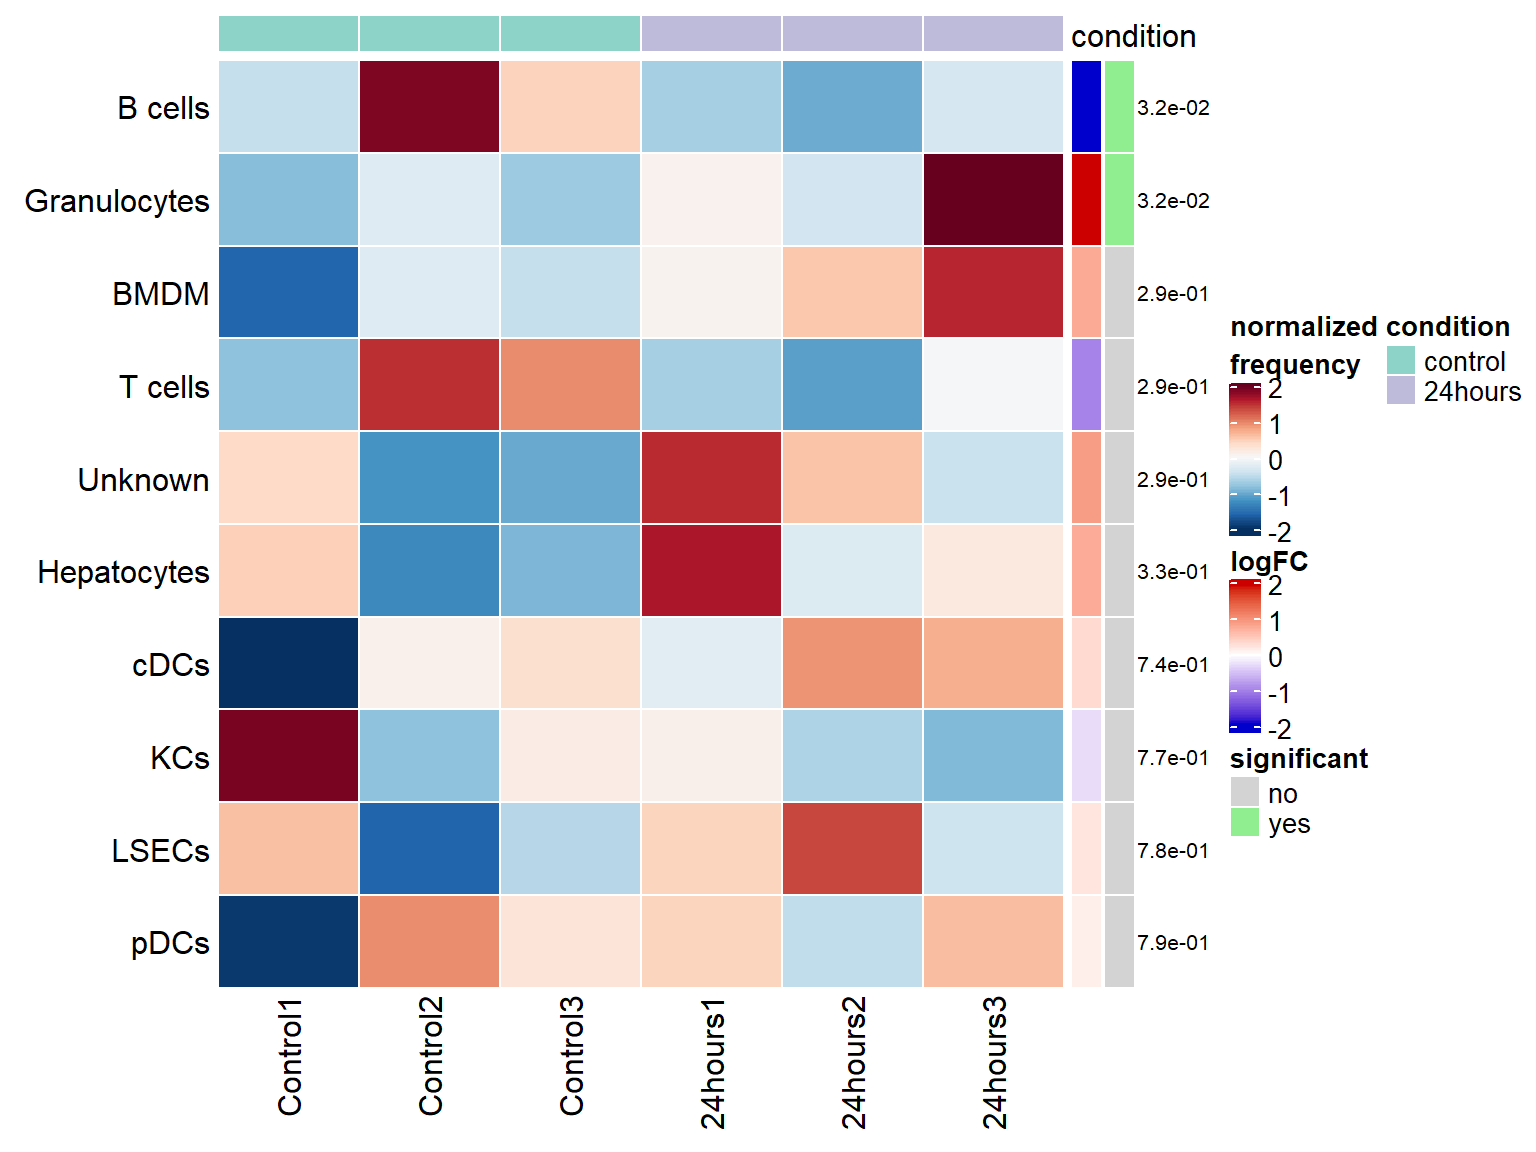 condition
B cells
3.2e-02
Granulocytes
3.2e-02
BMDM
2.9e-01
T cells
2.9e-01
Unknown
2.9e-01
Hepatocytes
3.3e-01
cDCs
7.4e-01
KCs
7.7e-01
LSECs
7.8e-01
pDCs
7.9e-01
Control1
Control2
Control3
24hours1
24hours2
24hours3
normalized
frequency
2
1
0
-1
-2
logFC
2
1
0
-1
-2
significant
no
yes
condition
control
24hours